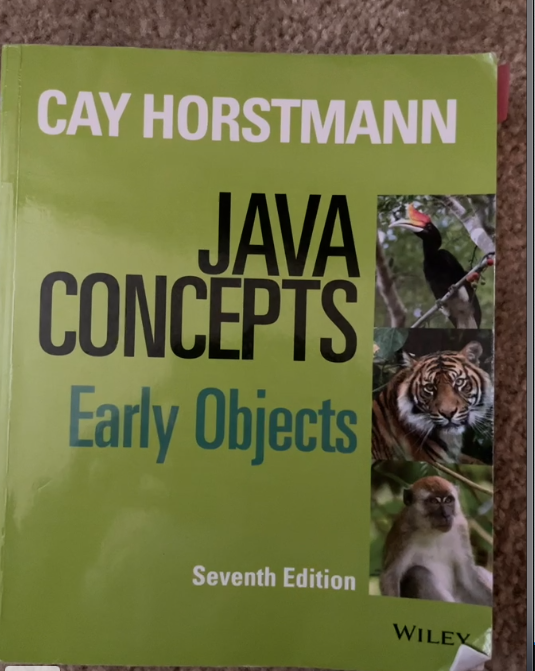 CAY HORSTMANN
JAVA
CONCEPTS
Early Objects
Seventh Edition
WILEY